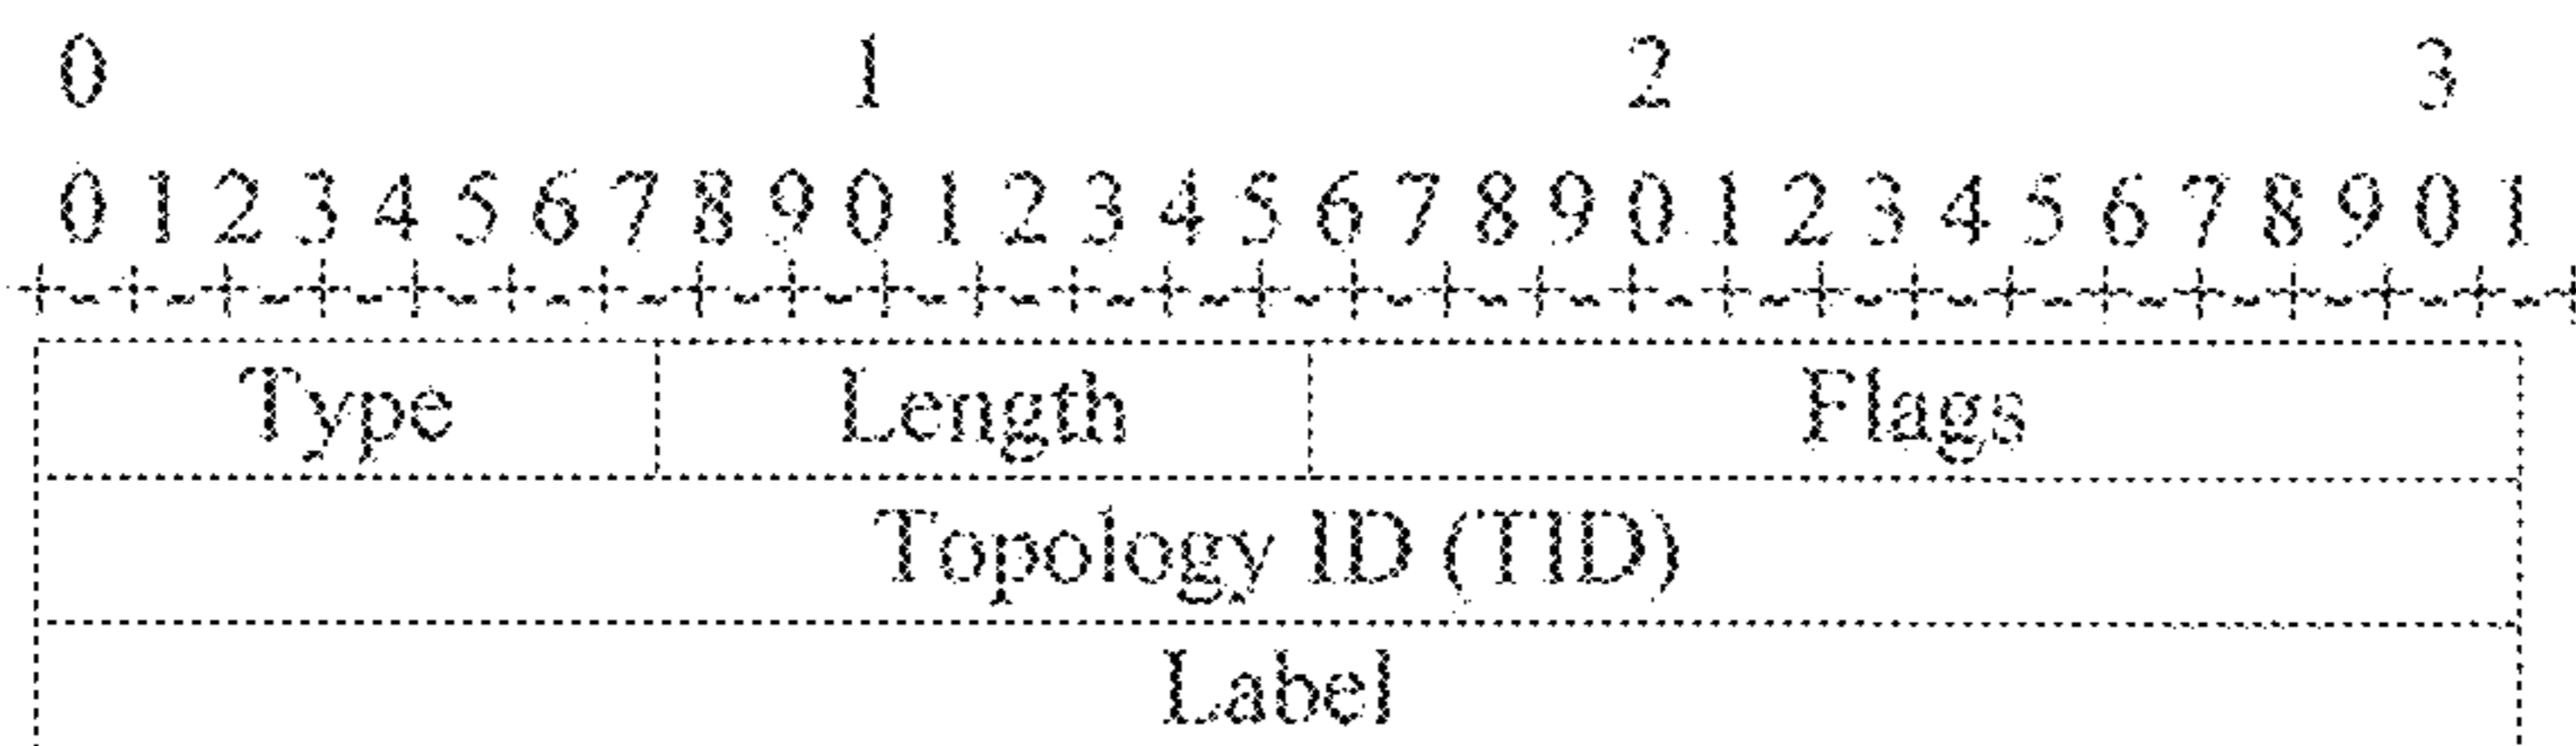 0 1 2 3
0 1 2 3 4 5 6 7 8 9 0 1 2 3 4 5 6 7 8 9 0 1 2 3 4 5 6 7 8 9 0 1
+-+-+-+-+-+-+-+-+-+-+-+-+-+-+-+-+-+-+-+-+-+-+-+-+-+-+-+-+
Type Length Flags
Topology ID (TID)
Label